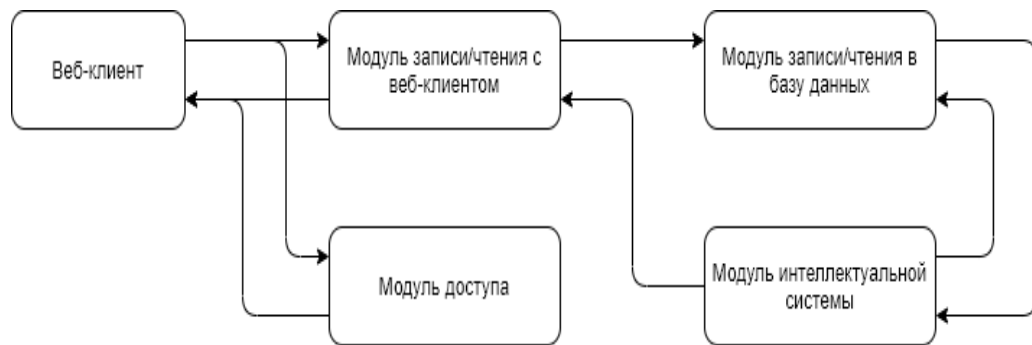 Веб-клиент
Модуль записи/чтения с
веб-клиентом
Модуль записи/чтения в
базу данных
Модуль доступа
Модуль интеллектуальной
системы